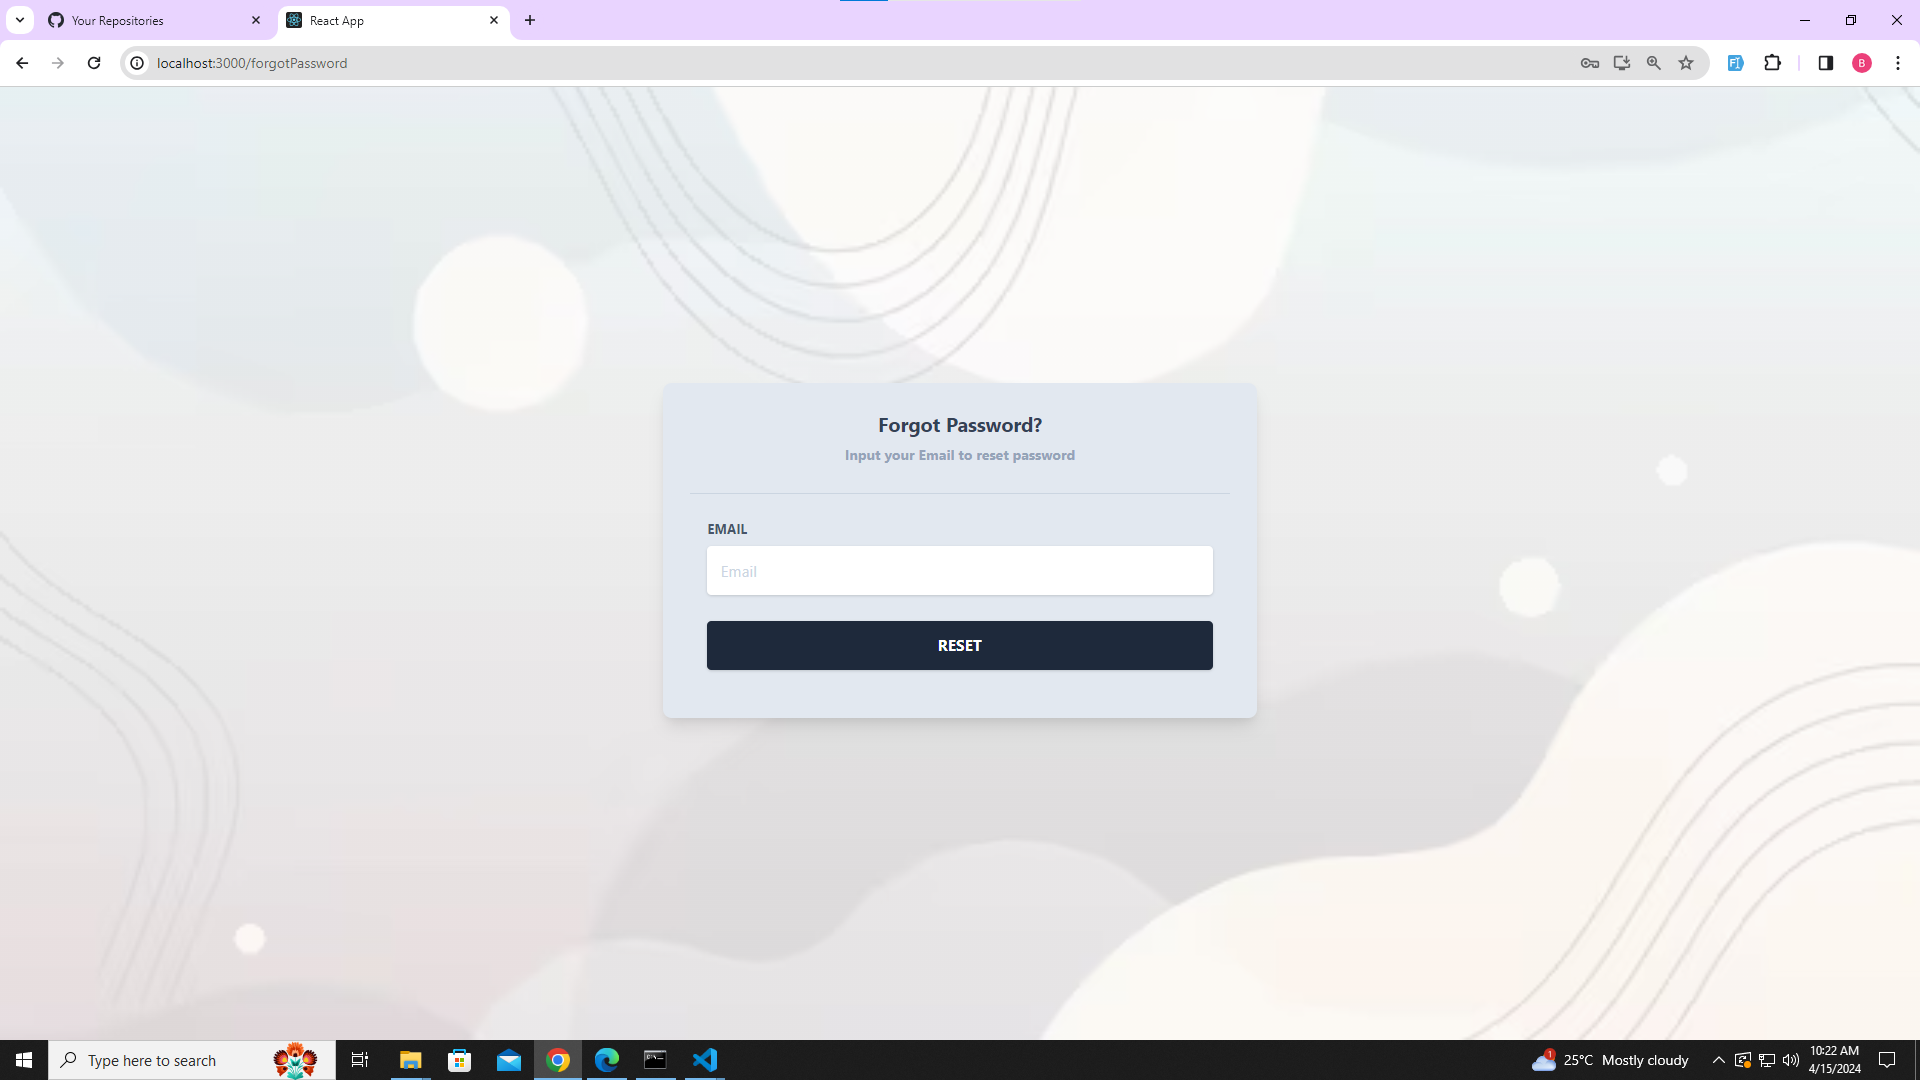 Your Repositories
React App
localhost:3000/forgotPassword
B
Forgot Password?
Input your Email to reset password
EMAIL
Email
RESET
Type here to search
1
25°C Mostly cloudy
10:22 AM
4/15/2024